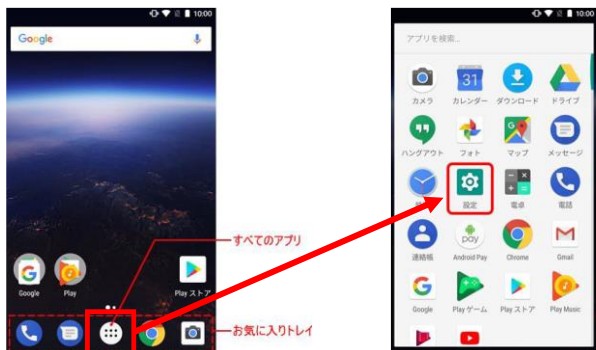 10:00
Google
Google
Play
Play ストア
すべてのアプリ
お気に入りトレイ
10:00
アプリを検索...
31
カメラ
カレンダー
ダウンロード
ドライブ
ハングアウト
フォト
マップ
メッセージ
設定
電卓
電話
pay
連絡帳
Android Pay
Chrome
Gmail
Google
Play ゲーム
Play ストア
Play Music